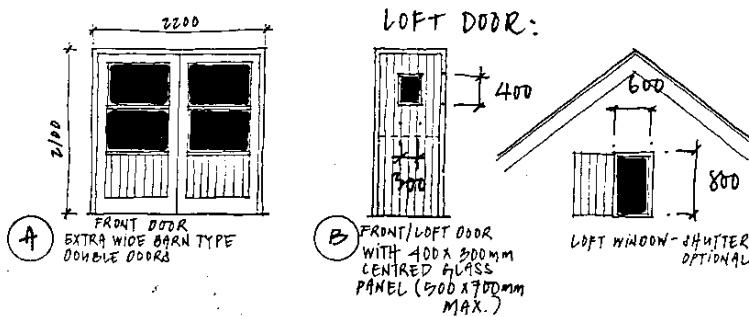 LOFT DOOR:
2200
2100
400
300
600
800
A
FRONT DOOR
EXTRA WIDE BARN TYPE
DOUBLE DOORS
B
FRONT/LOFT DOOR
WITH 400 X 300mm
CENTRED GLASS
PANEL (500 X 700mm
MAX.)
LOFT WINDOW - SHUTTER
OPTIONAL